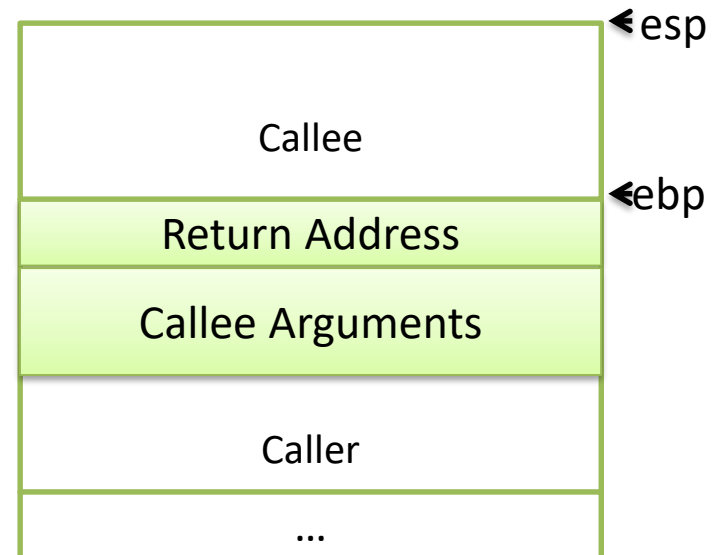 esp
Callee
ebp
Return Address
Callee Arguments
Caller
...